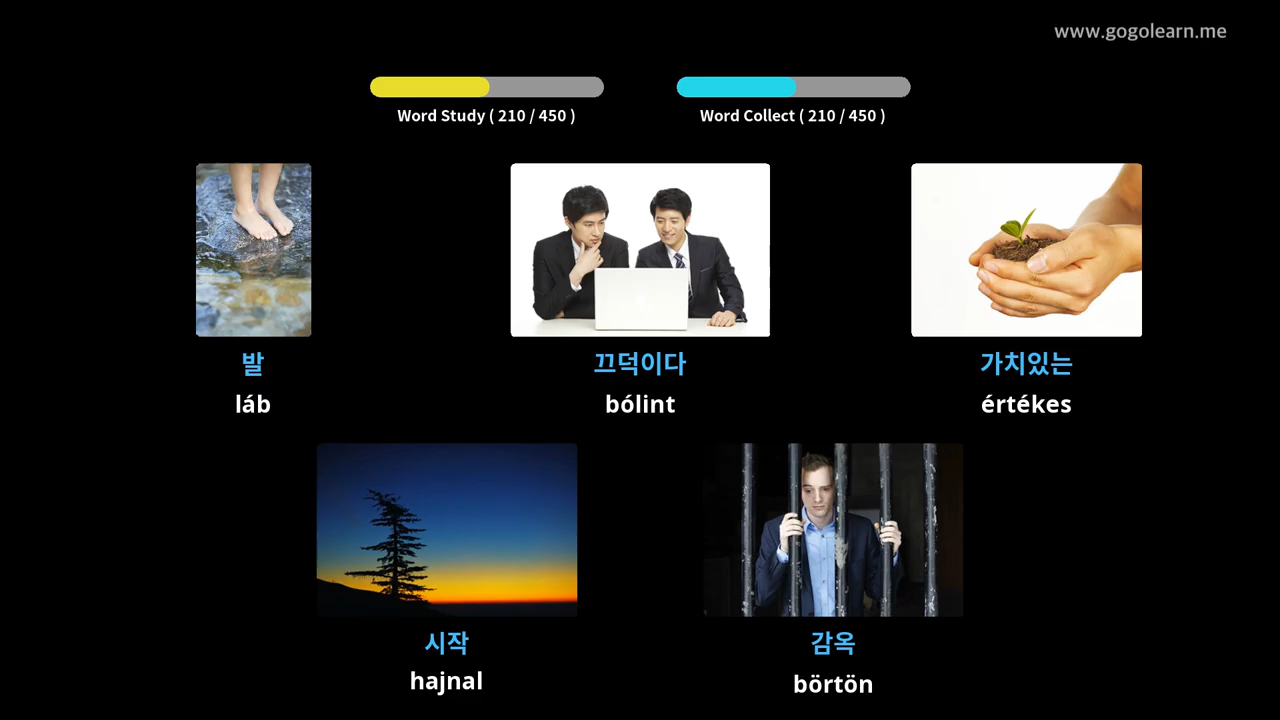 www.gogolearn.me
Word Study ( 210 / 450 )
Word Collect ( 210 / 450 )
발
láb
끄덕이다
bólint
가치있는
értékes
시작
hajnal
감옥
börtön